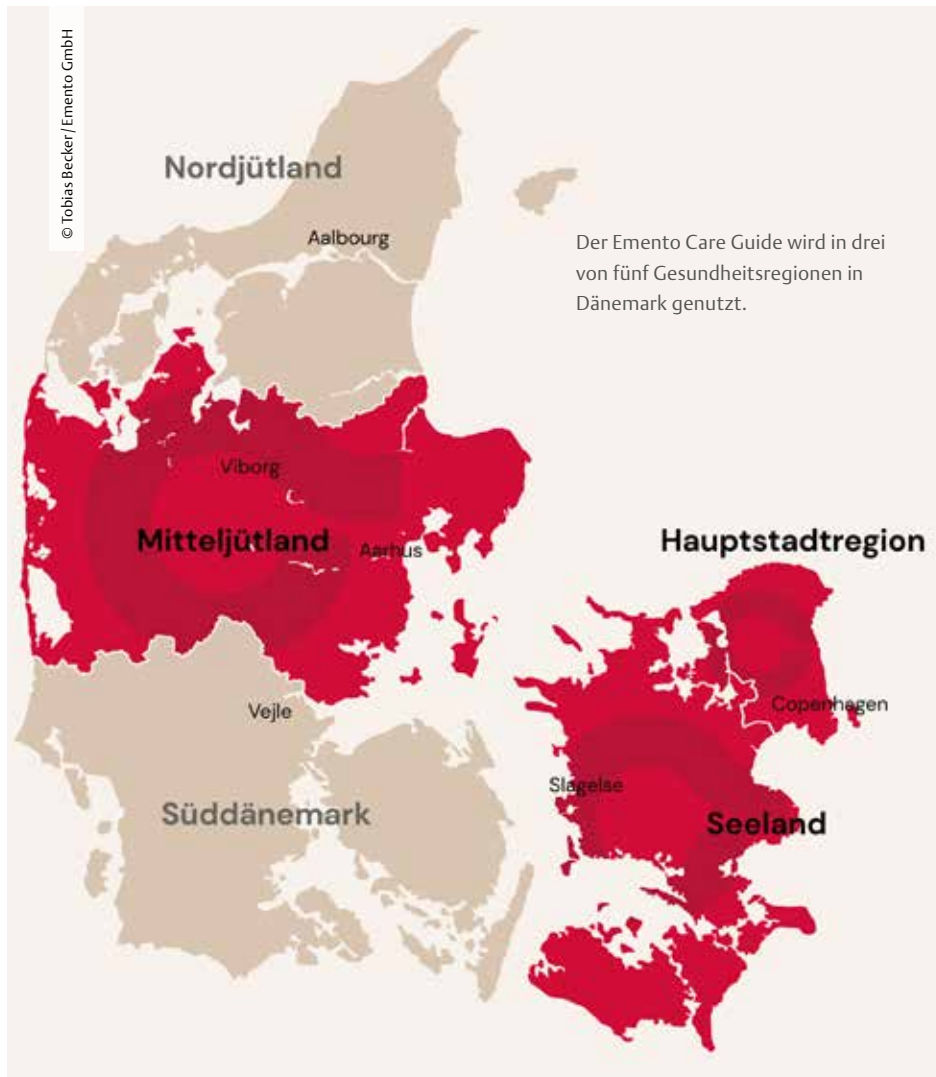 © Tobias Becker / Emento GmbH
Nordjütland
Aalbourg
Der Emento Care Guide wird in drei
von fünf Gesundheitsregionen in
Dänemark genutzt.
Viborg
Mitteljütland
Aarhus
Hauptstadtregion
Vejle
Copenhagen
Slagelse
Süddänemark
Seeland